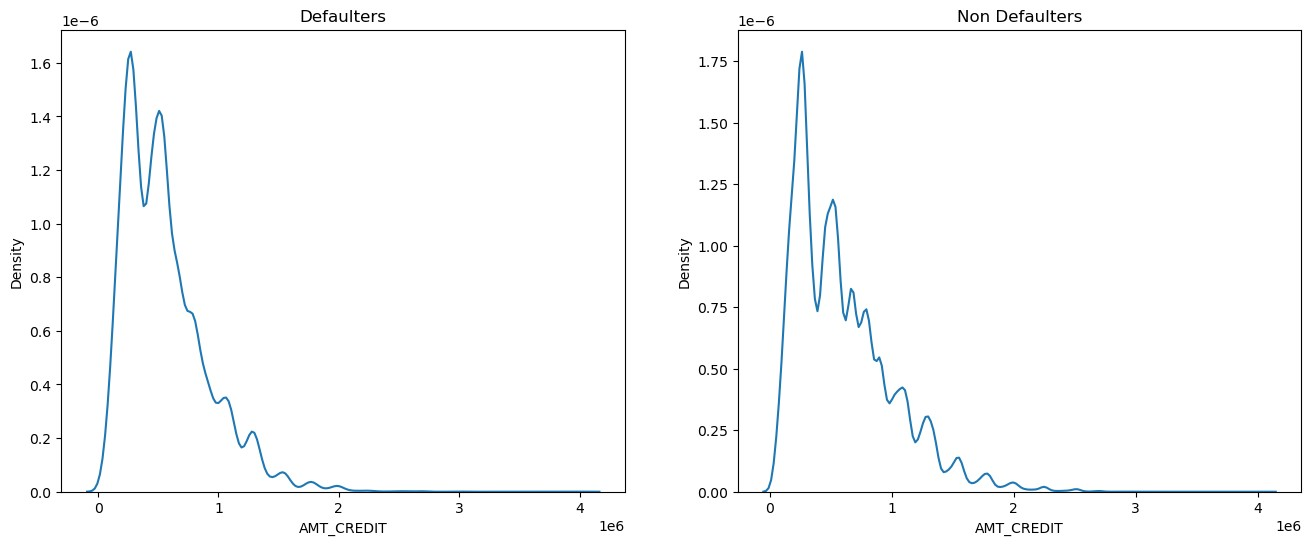 Defaulters
1e−6
1.6
1.4
1.2
1.0
0.8
0.6
0.4
0.2
0.0
Density
0
1
2
3
4
1e6
AMT_CREDIT
Non Defaulters
1e−6
1.75
1.50
1.25
1.00
0.75
0.50
0.25
0.00
Density
0
1
2
3
4
1e6
AMT_CREDIT